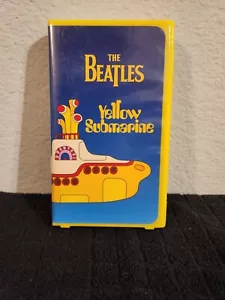 THE
BEATLES
Yellow
Submarine